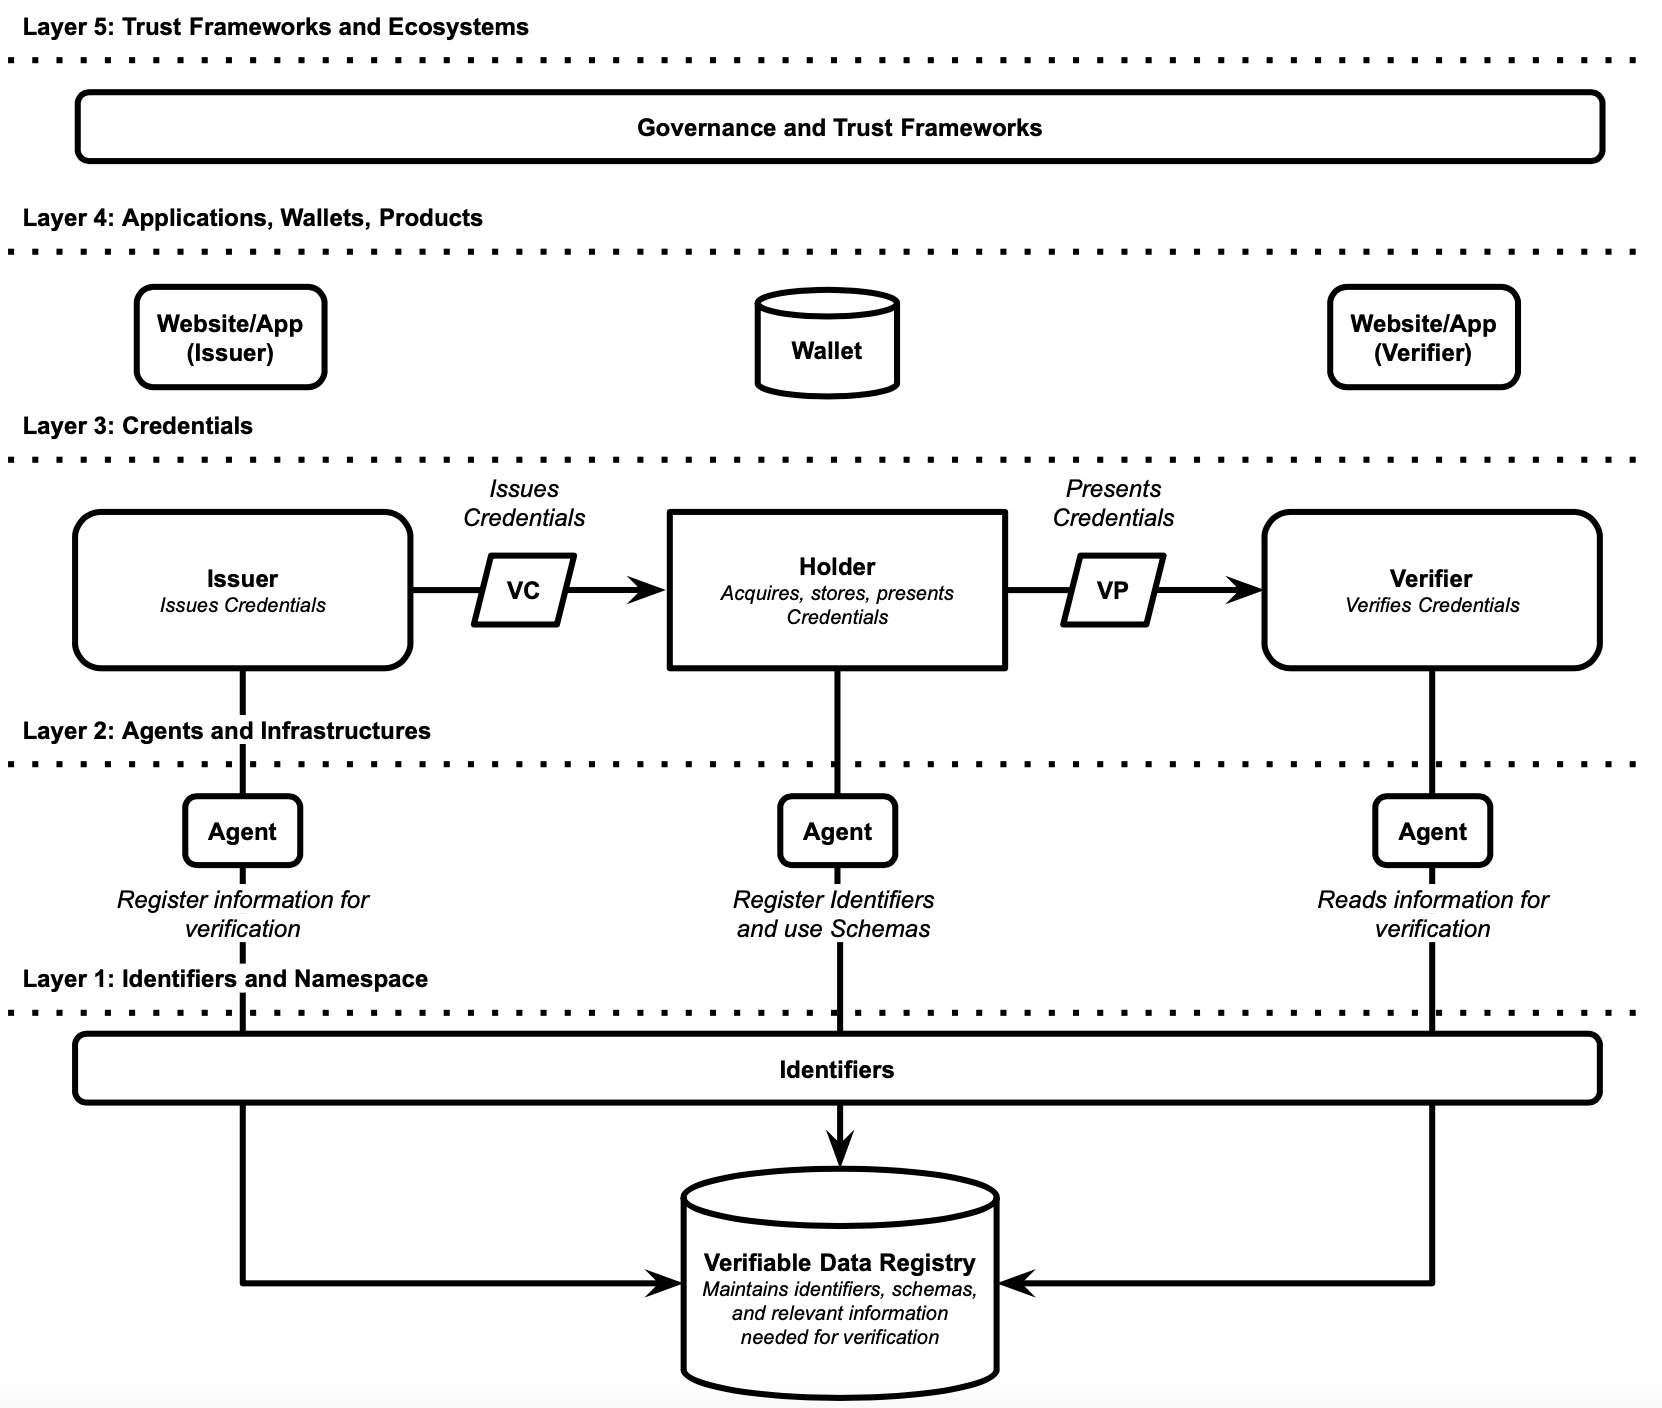 Layer 5: Trust Frameworks and Ecosystems
Governance and Trust Frameworks
Layer 4: Applications, Wallets, Products
Website/App
(Issuer)
Wallet
Website/App
(Verifier)
Layer 3: Credentials
Issues
Credentials
Presents
Credentials
Issuer
Issues Credentials
VC
Holder
Acquires, stores, presents
Credentials
VP
Verifier
Verifies Credentials
Layer 2: Agents and Infrastructures
Agent
Agent
Agent
Register information for
verification
Register Identifiers
and use Schemas
Reads information for
verification
Layer 1: Identifiers and Namespace
Identifiers
Verifiable Data Registry
Maintains identifiers, schemas,
and relevant information
needed for verification